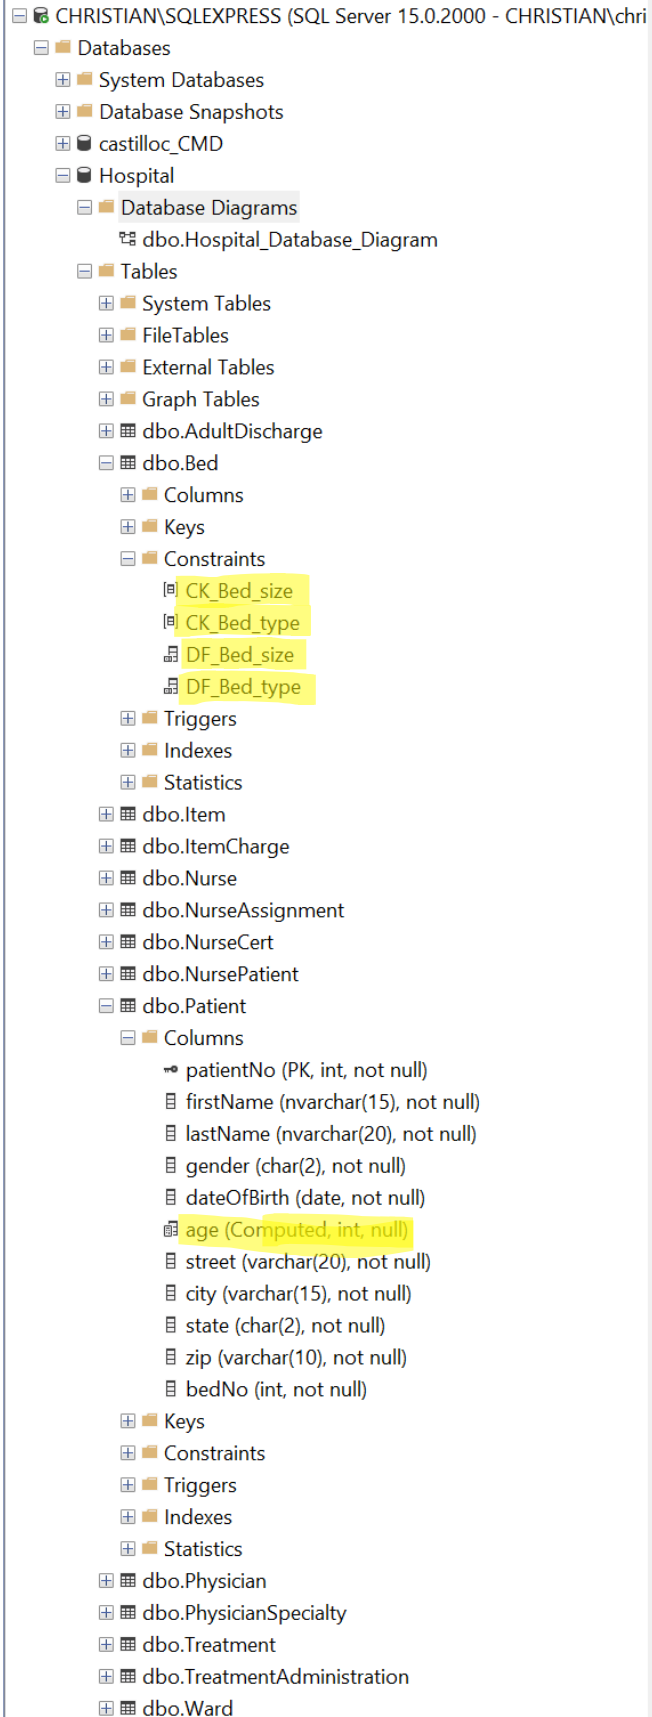 CHRISTIAN\SQLEXPRESS (SQL Server 15.0.2000 - CHRISTIAN\chri
Databases
System Databases
Database Snapshots
castilloc_CMD
Hospital
Database Diagrams
dbo.Hospital_Database_Diagram
Tables
System Tables
FileTables
External Tables
Graph Tables
dbo.AdultDischarge
dbo.Bed
Columns
Keys
Constraints
CK_Bed_size
CK_Bed_type
DF_Bed_size
DF_Bed_type
Triggers
Indexes
Statistics
dbo.Item
dbo.ItemCharge
dbo.Nurse
dbo.NurseAssignment
dbo.NurseCert
dbo.NursePatient
dbo.Patient
Columns
patientNo (PK, int, not null)
firstName (nvarchar(15), not null)
lastName (nvarchar(20), not null)
gender (char(2), not null)
dateOfBirth (date, not null)
age (Computed, int, null)
street (varchar(20), not null)
city (varchar(15), not null)
state (char(2), not null)
zip (varchar(10), not null)
bedNo (int, not null)
Keys
Constraints
Triggers
Indexes
Statistics
dbo.Physician
dbo.PhysicianSpecialty
dbo.Treatment
dbo.TreatmentAdministration
dbo.Ward